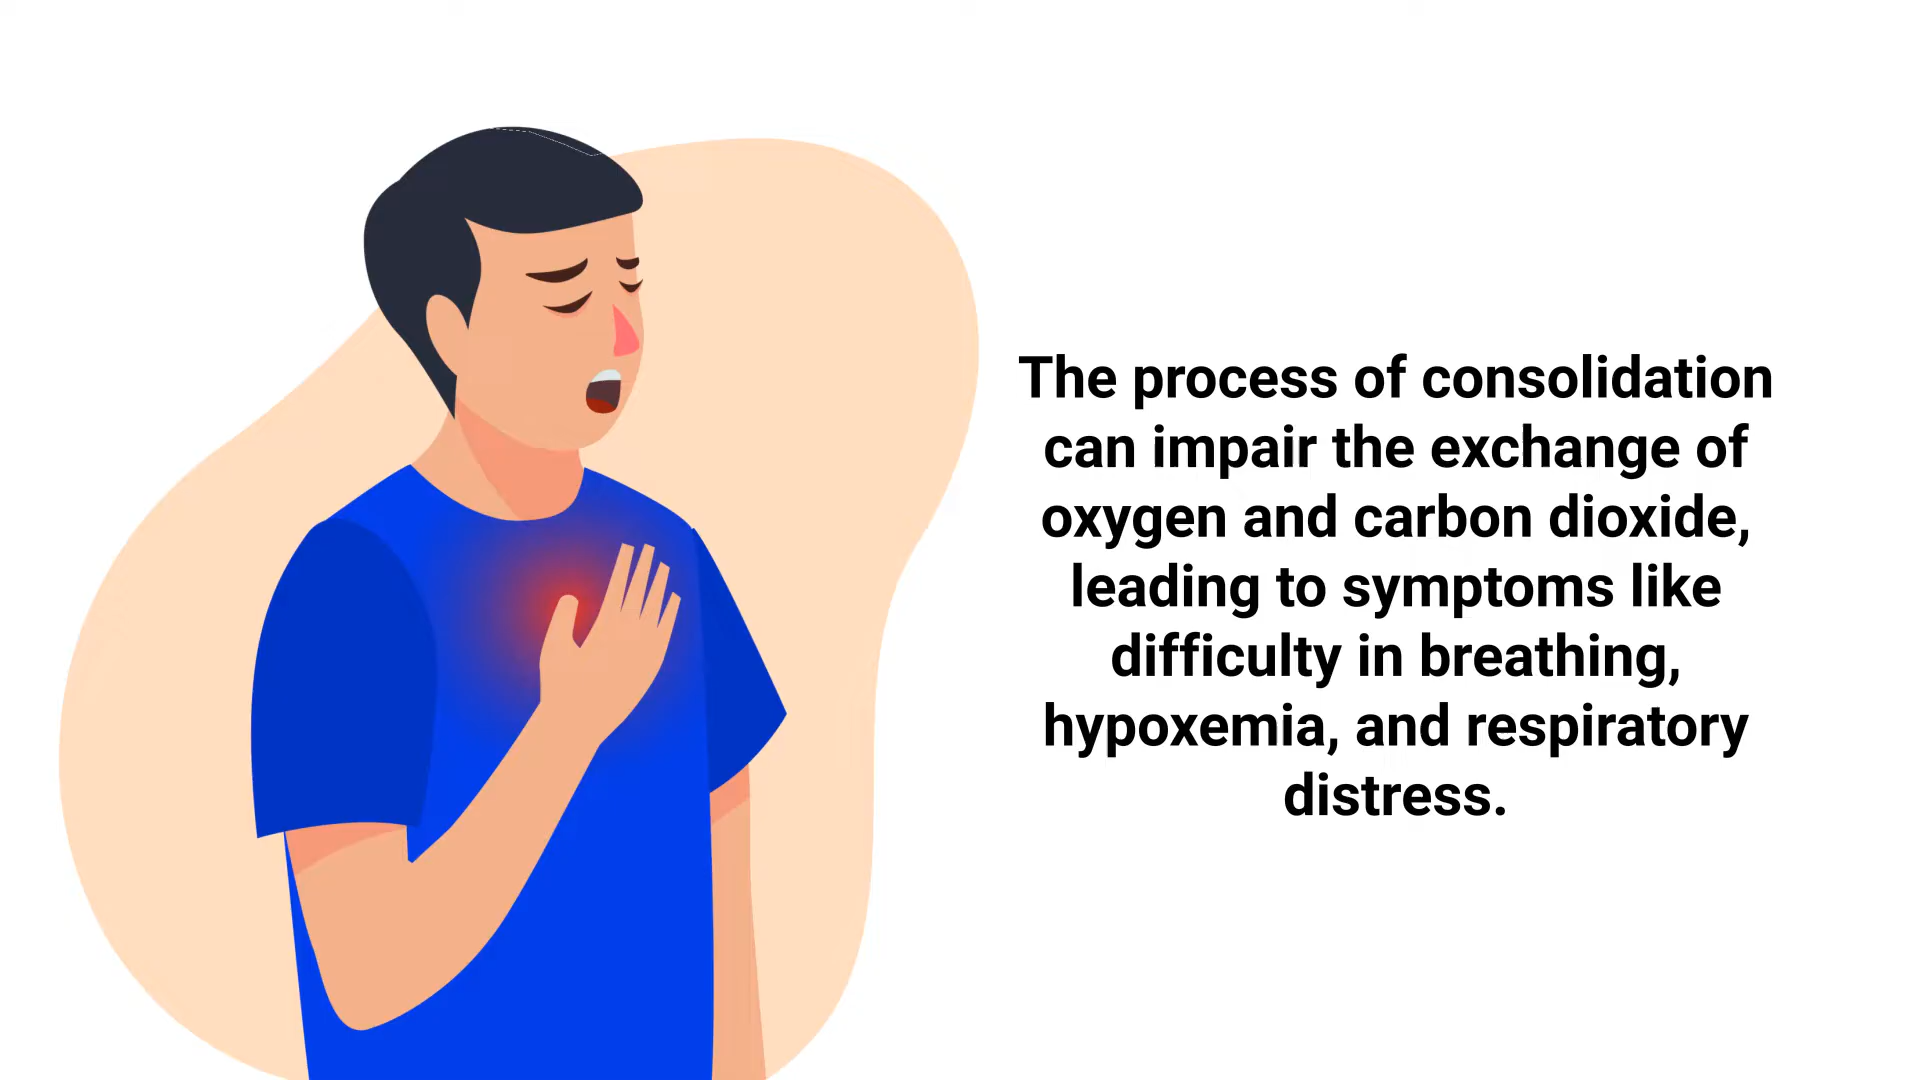 The process of consolidation
can impair the exchange of
oxygen and carbon dioxide,
leading to symptoms like
difficulty in breathing,
hypoxemia, and respiratory
distress.